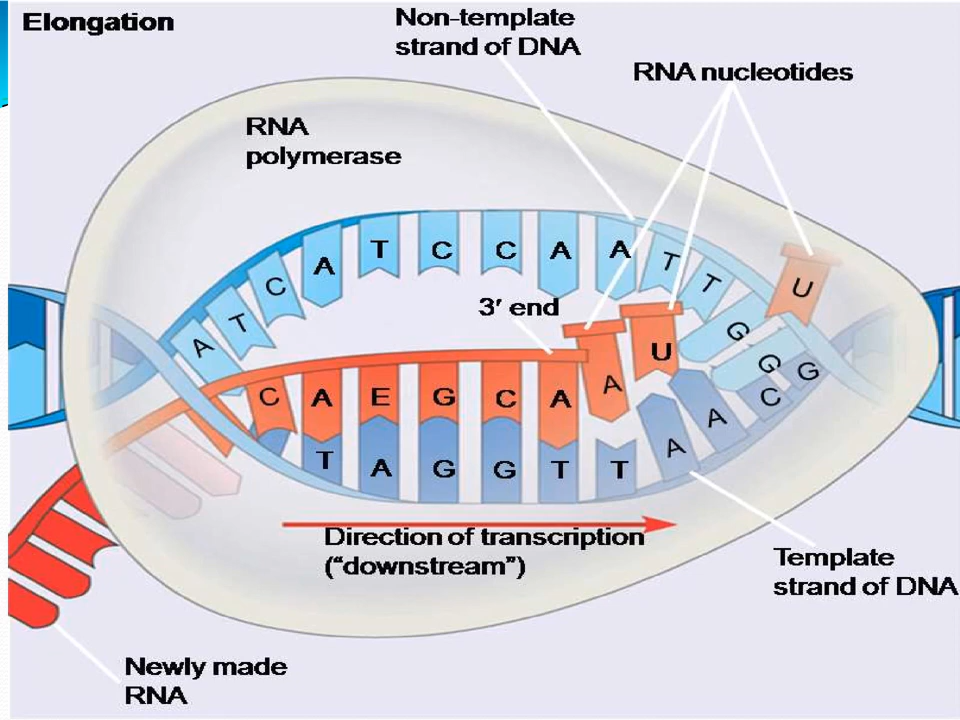 Elongation
Non-template
strand of DNA
RNA nucleotides
RNA
polymerase
A T C A T C C A A T T G G
U
3′ end
C A E G C A A U
T A G G T T A A C G
Direction of transcription
(“downstream”)
Template
strand of DNA
Newly made
RNA